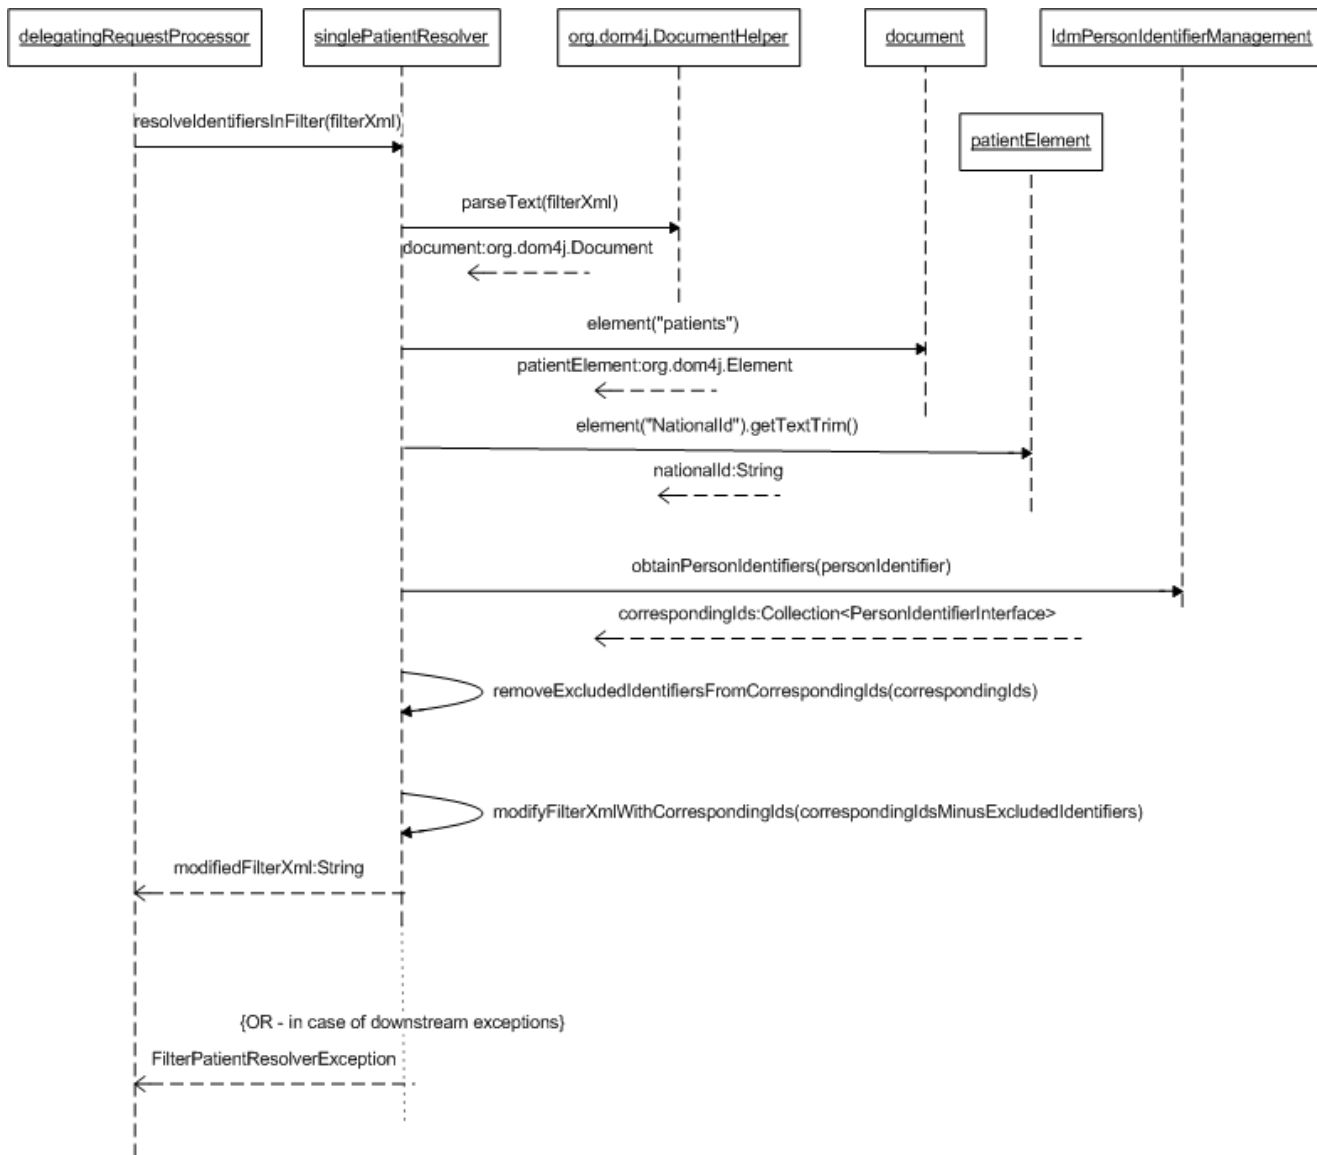 delegatingRequestProcessor
singlePatientResolver
org.dom4j.DocumentHelper
document
IdmPersonIdentifierManagement
resolveIdentifiersInFilter(filterXml)
patientElement
parseText(filterXml)
document:org.dom4j.Document
element("patients")
patientElement:org.dom4j.Element
element("NationalId").getTextTrim()
nationalId:String
obtainPersonIdentifiers(personIdentifier)
correspondingIds:Collection<PersonIdentifierInterface>
removeExcludedIdentifiersFromCorrespondingIds(correspondingIds)
modifyFilterXmlWithCorrespondingIds(correspondingIdsMinusExcludedIdentifiers)
modifiedFilterXml:String
{OR - in case of downstream exceptions}
FilterPatientResolverException